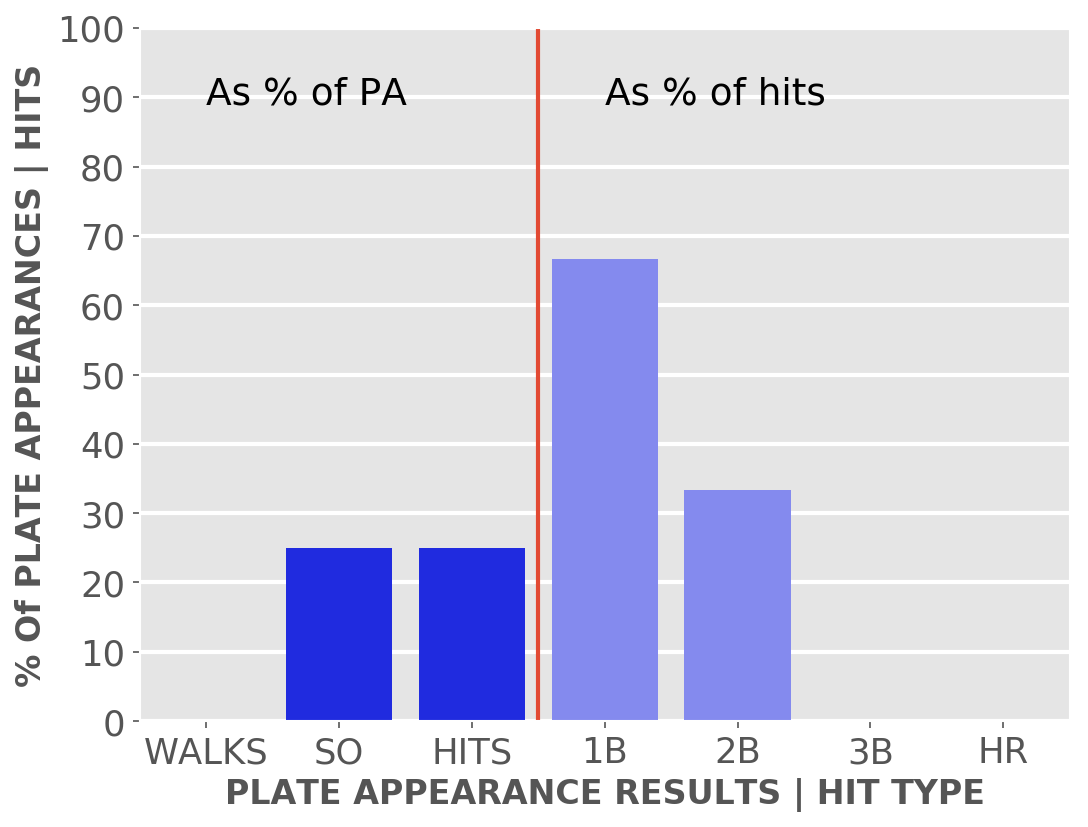 % Of PLATE APPEARANCES | HITS
100
90
80
70
60
50
40
30
20
10
0
As % of PA
As % of hits
WALKS SO HITS 1B 2B 3B HR
PLATE APPEARANCE RESULTS | HIT TYPE